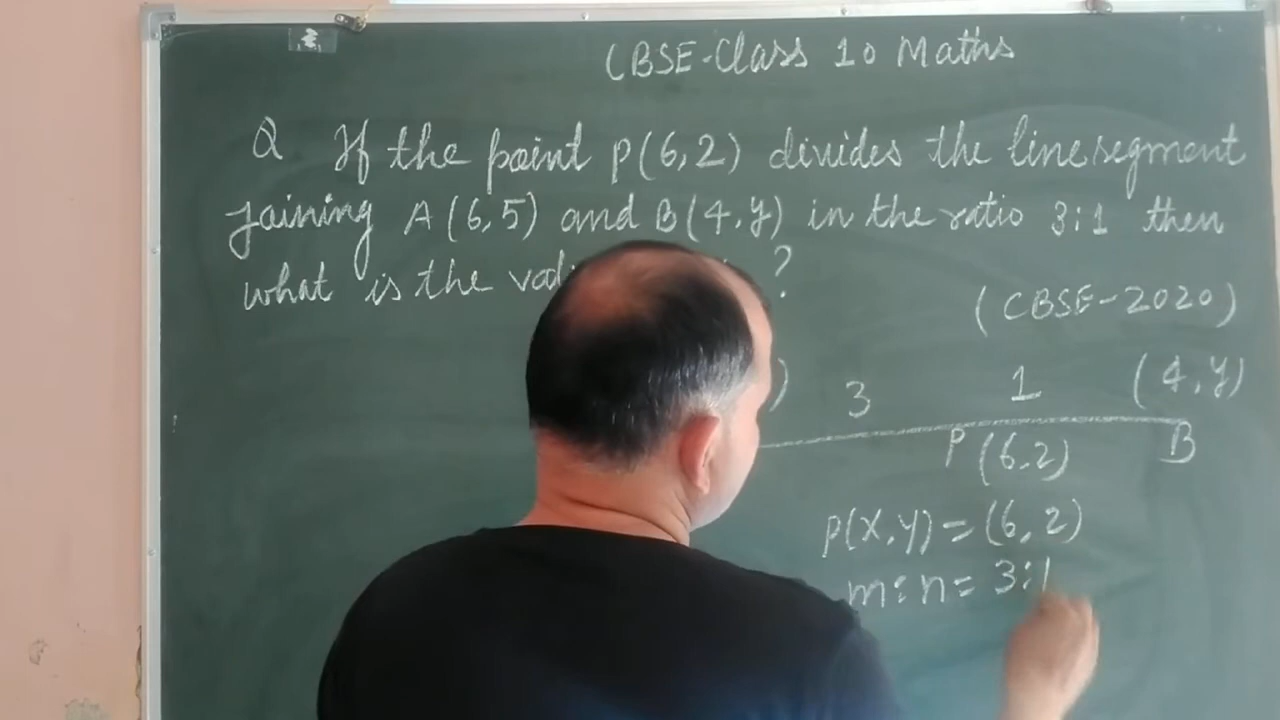 CBSE-Class 10 Maths
Q If the point P(6,2) divides the line segment
joining A(6,5) and B(4,y) in the ratio 3:1 then
what is the ?
(CBSE-2020)
) 3 1 (4,y)
P (6,2) B
P(x,y) = (6,2)
m:n = 3:1